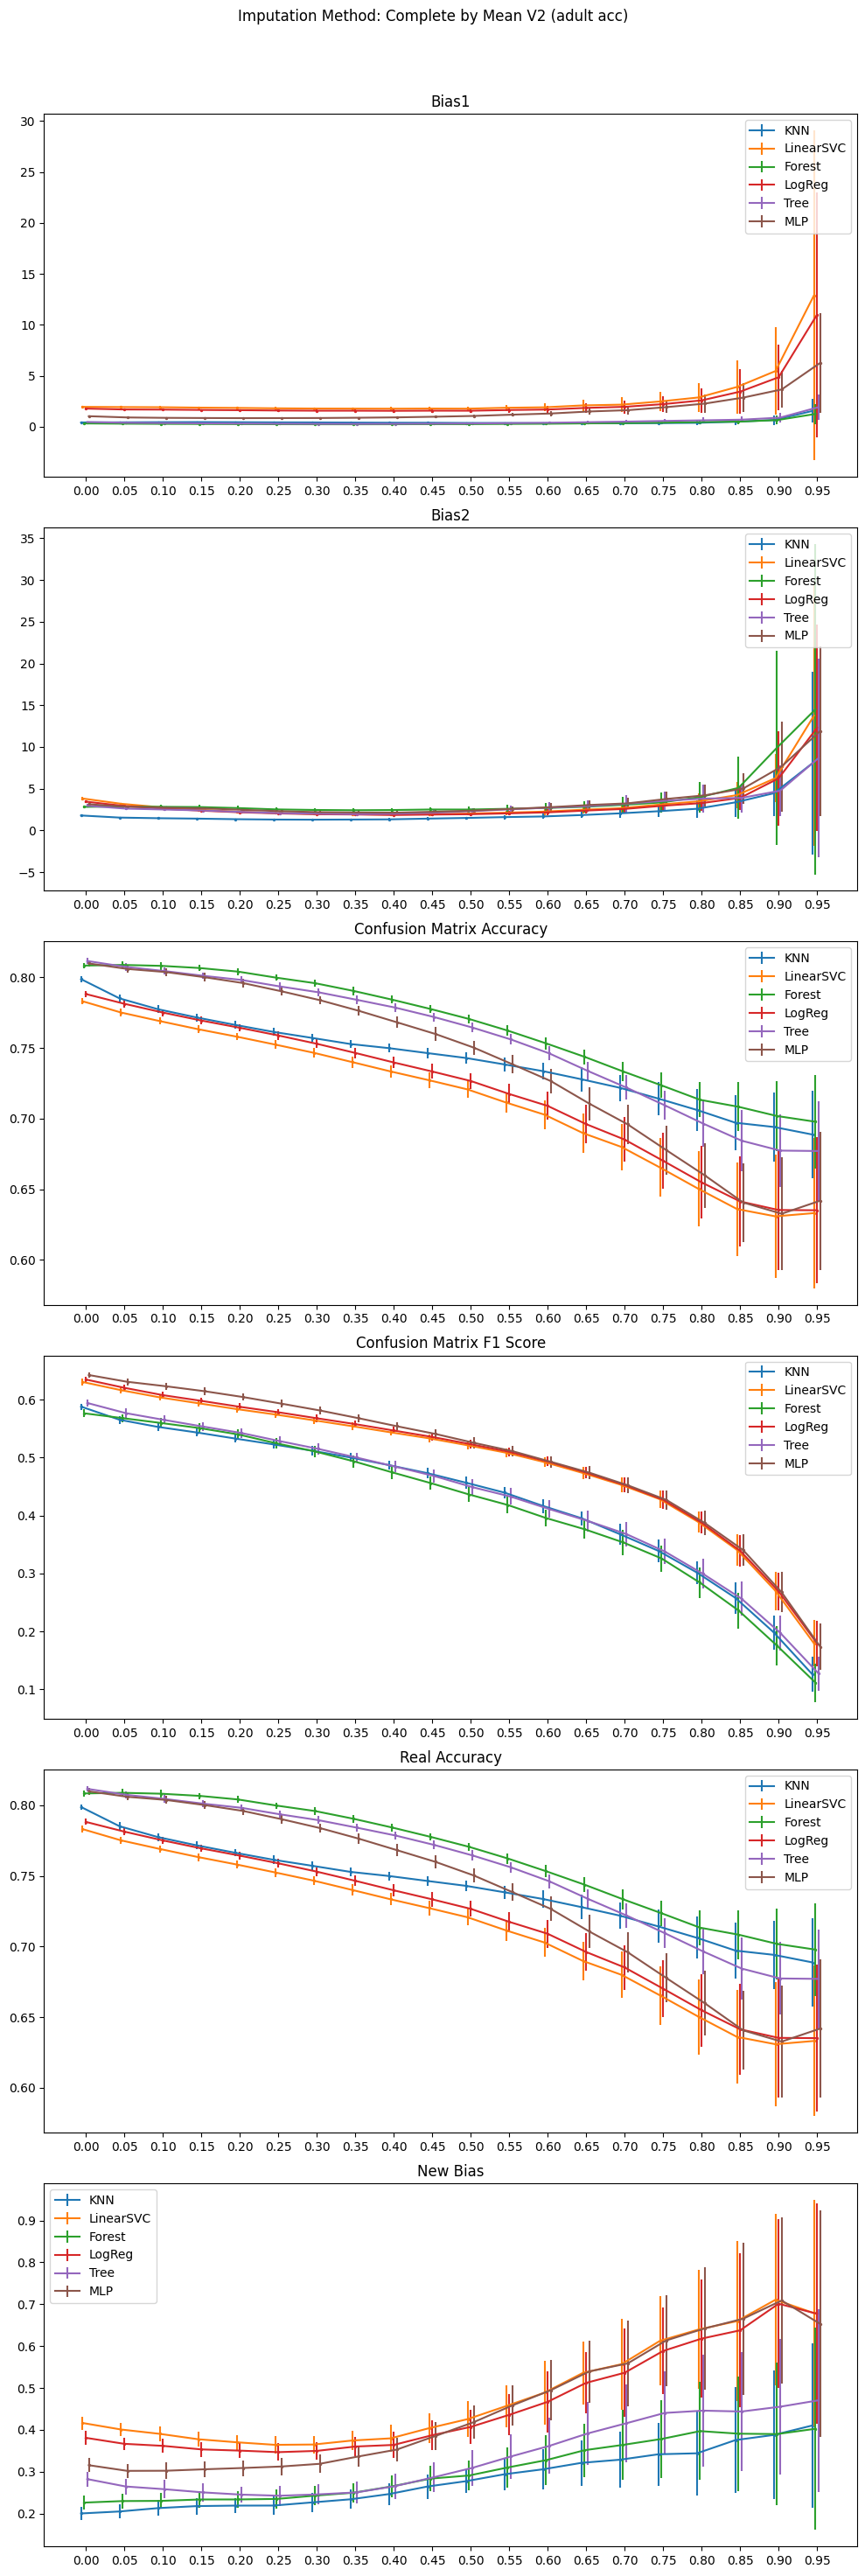 Imputation Method: Complete by Mean V2 (adult acc)
Bias1
30
25
20
15
10
5
0
KNN
LinearSVC
Forest
LogReg
Tree
MLP
0.00 0.05 0.10 0.15 0.20 0.25 0.30 0.35 0.40 0.45 0.50 0.55 0.60 0.65 0.70 0.75 0.80 0.85 0.90 0.95
Bias2
35
30
25
20
15
10
5
0
−5
KNN
LinearSVC
Forest
LogReg
Tree
MLP
0.00 0.05 0.10 0.15 0.20 0.25 0.30 0.35 0.40 0.45 0.50 0.55 0.60 0.65 0.70 0.75 0.80 0.85 0.90 0.95
Confusion Matrix Accuracy
0.80
0.75
0.70
0.65
0.60
KNN
LinearSVC
Forest
LogReg
Tree
MLP
0.00 0.05 0.10 0.15 0.20 0.25 0.30 0.35 0.40 0.45 0.50 0.55 0.60 0.65 0.70 0.75 0.80 0.85 0.90 0.95
Confusion Matrix F1 Score
0.6
0.5
0.4
0.3
0.2
0.1
KNN
LinearSVC
Forest
LogReg
Tree
MLP
0.00 0.05 0.10 0.15 0.20 0.25 0.30 0.35 0.40 0.45 0.50 0.55 0.60 0.65 0.70 0.75 0.80 0.85 0.90 0.95
Real Accuracy
0.80
0.75
0.70
0.65
0.60
KNN
LinearSVC
Forest
LogReg
Tree
MLP
0.00 0.05 0.10 0.15 0.20 0.25 0.30 0.35 0.40 0.45 0.50 0.55 0.60 0.65 0.70 0.75 0.80 0.85 0.90 0.95
New Bias
0.9
0.8
0.7
0.6
0.5
0.4
0.3
0.2
KNN
LinearSVC
Forest
LogReg
Tree
MLP
0.00 0.05 0.10 0.15 0.20 0.25 0.30 0.35 0.40 0.45 0.50 0.55 0.60 0.65 0.70 0.75 0.80 0.85 0.90 0.95